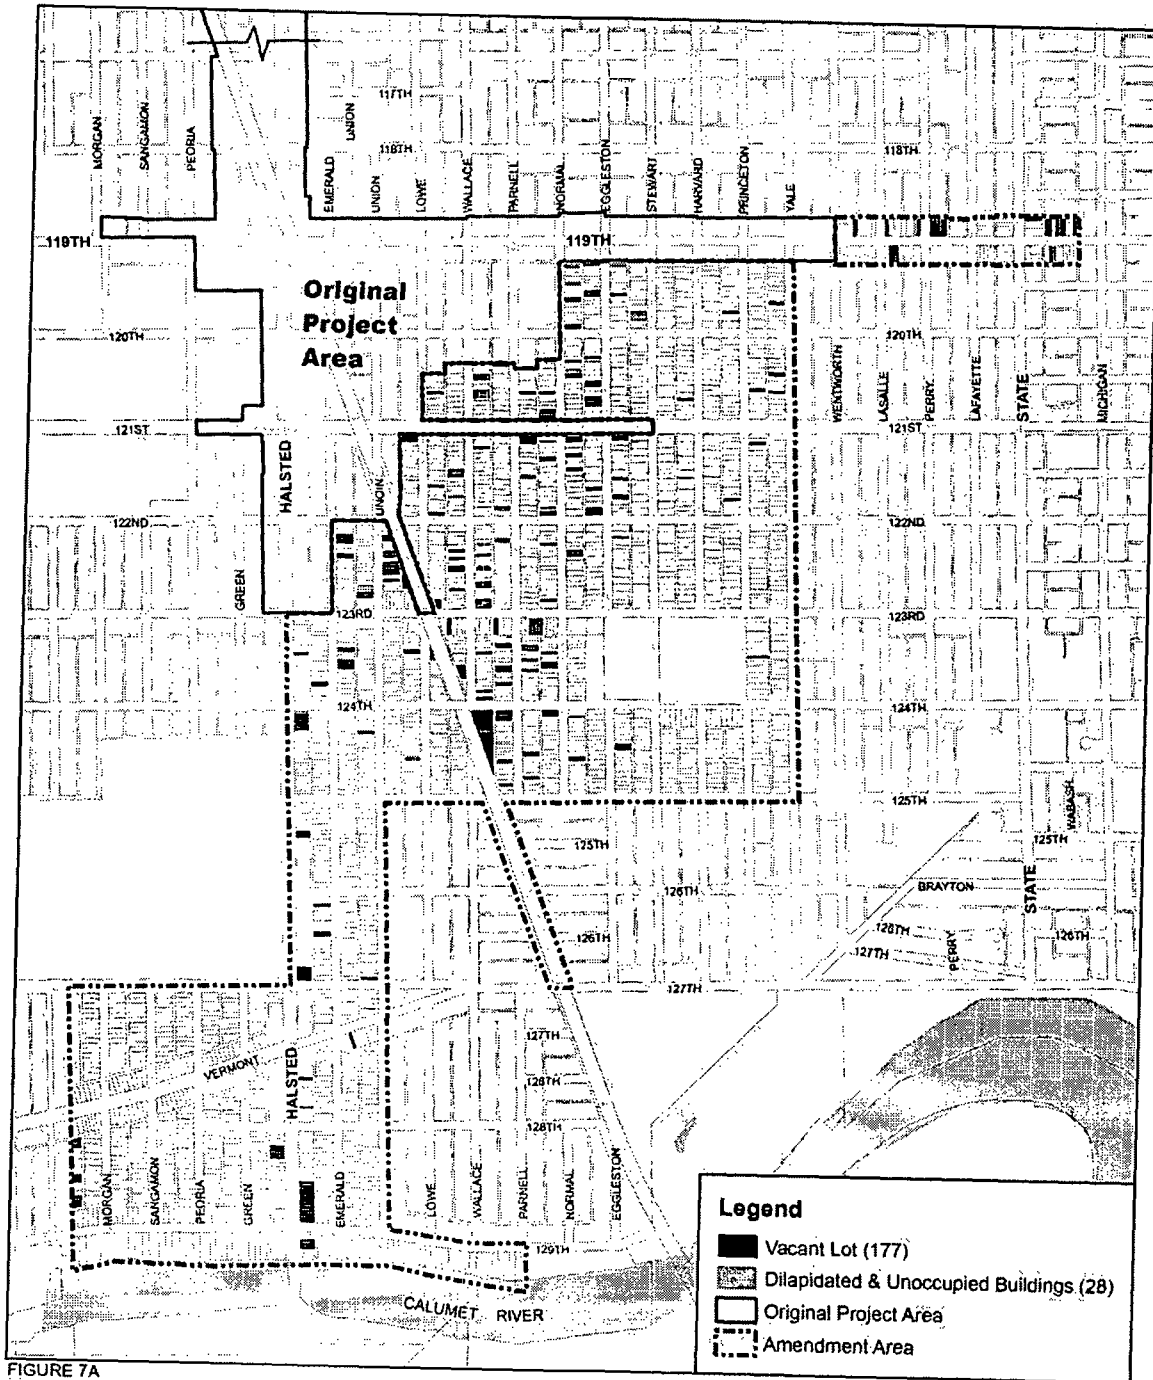 117TH
UNION
118TH
118TH
MORGAN
SANGAMON
PEORIA
EMERALD
UNION
LOWE
WALLACE
PARNELL
NORMAL
EGGLESTON
STEWART
HARVARD
PRINCETON
YALE
119TH
119TH
Original
Project
Area
120TH
120TH
WENTWORTH
LASALLE
PERRY
LAFAYETTE
STATE
MICHIGAN
121ST
121ST
HALSTED
UNOIN
122ND
122ND
GREEN
123RD
123RD
124TH
124TH
125TH
WABASH
125TH
125TH
126TH
BRAYTON
STATE
126TH
126TH
126TH
127TH
PERRY
127TH
127TH
VERMONT
HALSTED
128TH
128TH
MORGAN
SANGAMON
PEORIA
GREEN
EMERALD
LOWE
WALLACE
PARNELL
NORMAL
EGGLESTON
129TH
CALUMET RIVER
Legend
Vacant Lot (177)
Dilapidated & Unoccupied Buildings (28)
Original Project Area
Amendment Area
FIGURE 7A